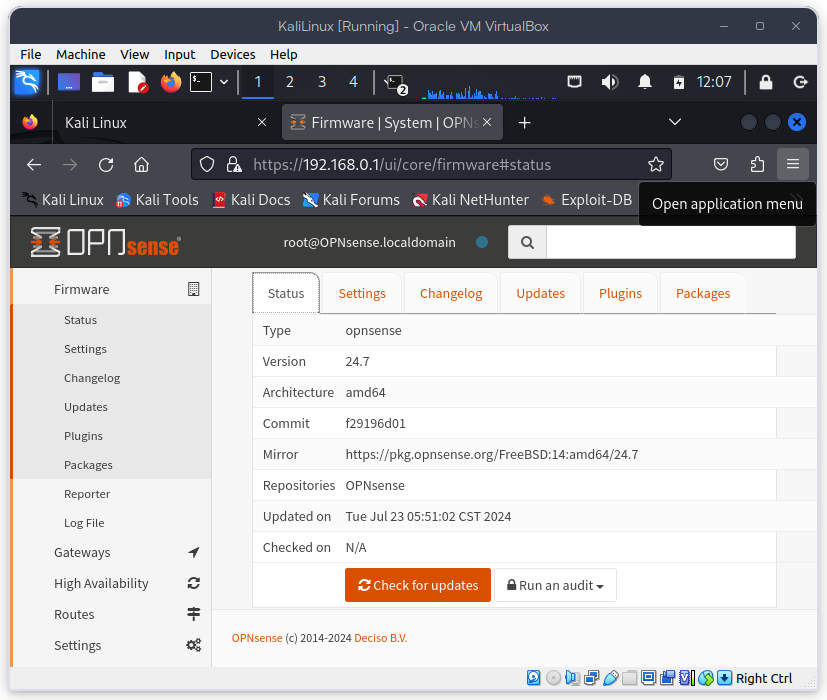 KaliLinux [Running] - Oracle VM VirtualBox
File Machine View Input Devices Help
1 2 3 4 2 12:07
Kali Linux Firewall | System | OPNs
https://192.168.0.1/ui/core/firmware#status
Kali Linux Kali Tools Kali Docs Kali Forums Kali NetHunter Exploit-DB
Open application menu
OPNsense root@OPNsense.localdomain
Firmware
Status
Settings
Changelog
Updates
Plugins
Packages
Reporter
Log File
Gateways
High Availability
Routes
Settings
Status Settings Changelog Updates Plugins Packages
Type opnsense
Version 24.7
Architecture amd64
Commit f29196d01
Mirror https://pkg.opnsense.org/FreeBSD:14:amd64/24.7
Repositories OPNsense
Updated on Tue Jul 23 05:51:02 CST 2024
Checked on N/A
Check for updates Run an audit
OPNsense (c) 2014-2024 Deciso B.V.
Right Ctrl